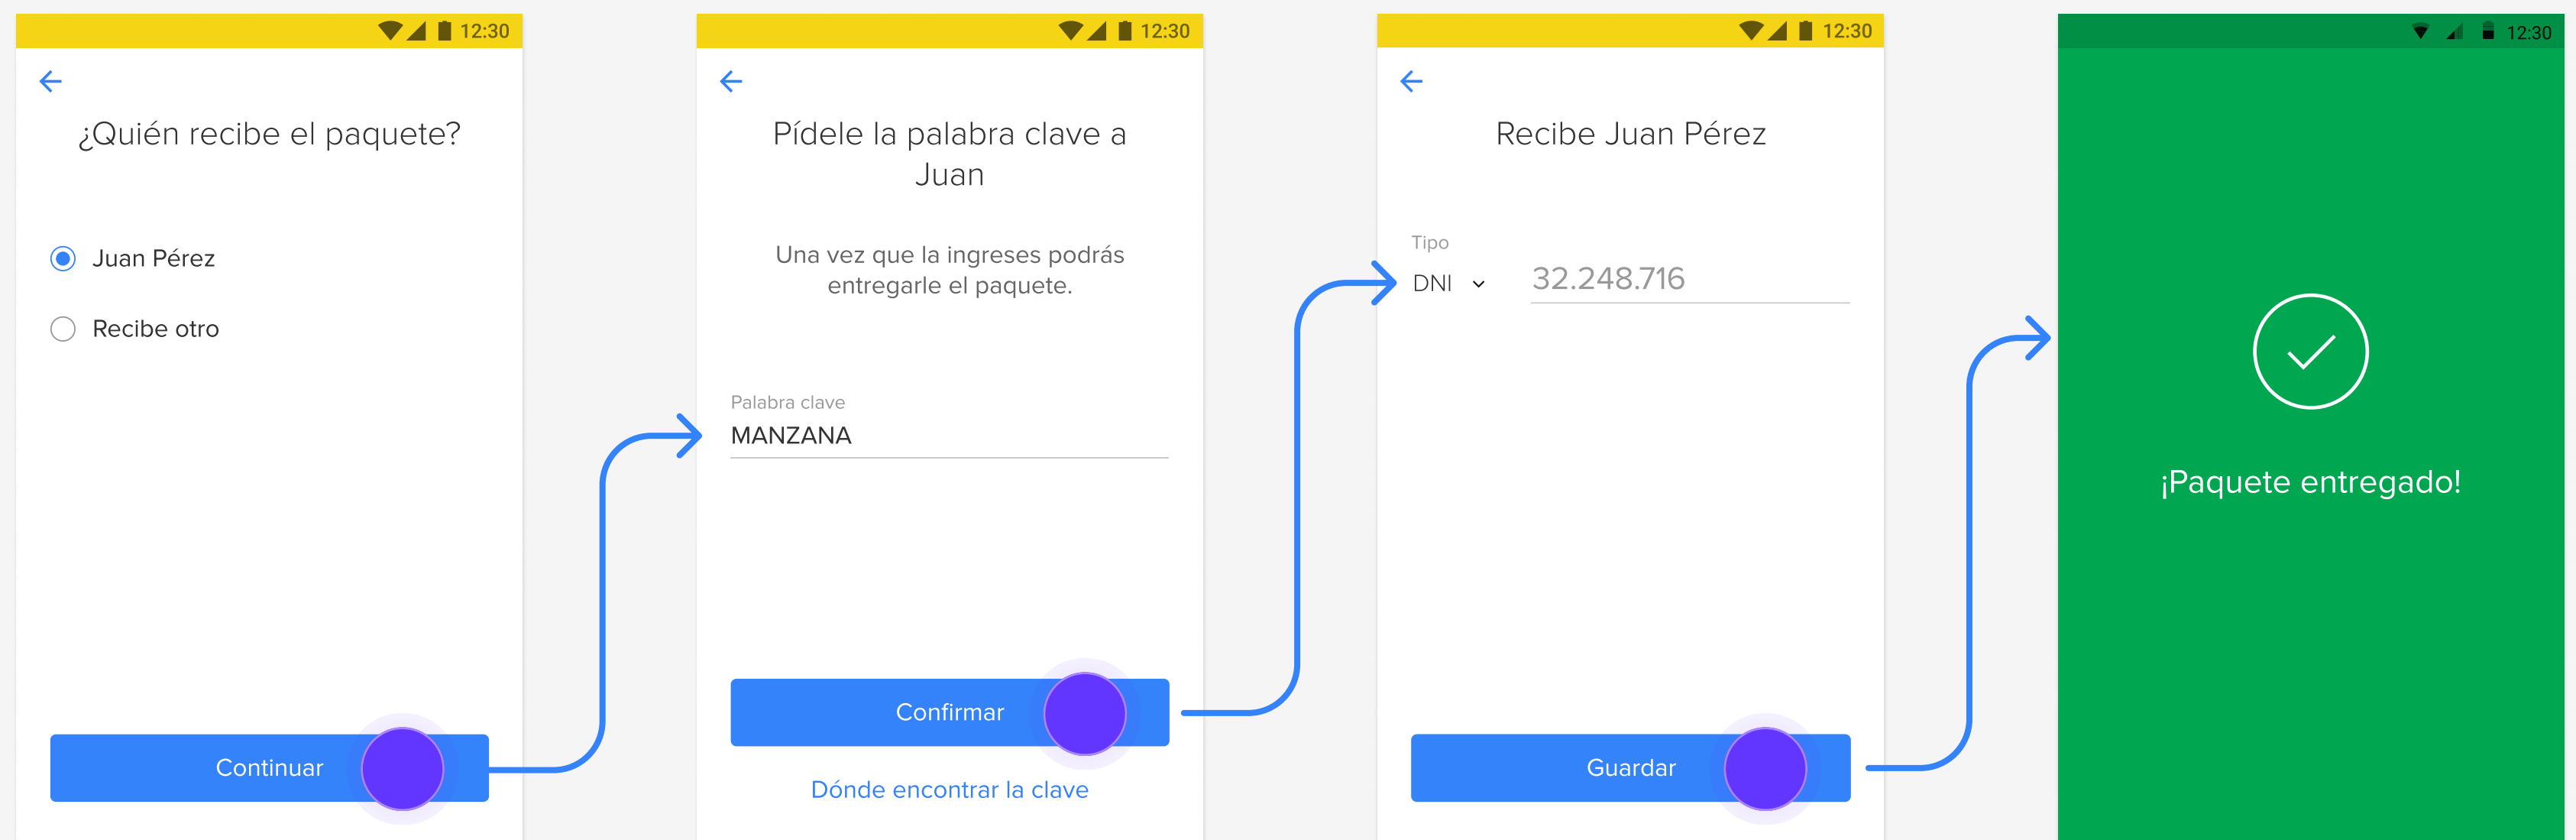 12:30
¿Quién recibe el paquete?
Juan Pérez
Recibe otro
Continuar
12:30
Pídele la palabra clave a
Juan
Una vez que la ingreses podrás
entregarle el paquete.
Palabra clave
MANZANA
Confirmar
Dónde encontrar la clave
12:30
Recibe Juan Pérez
Tipo
DNI 32.248.716
Guardar
12:30
¡Paquete entregado!